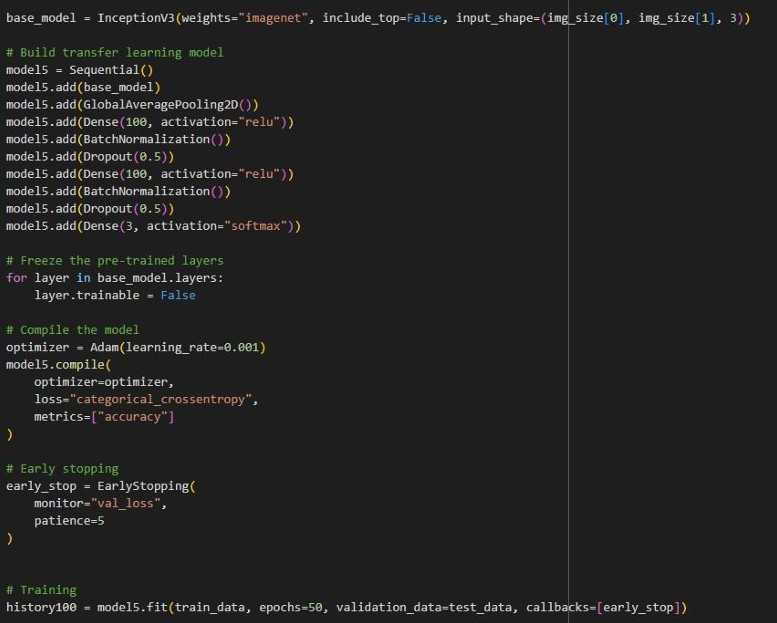 base_model = InceptionV3(weights="imagenet", include_top=False, input_shape=(img_size[0], img_size[1], 3))
# Build transfer learning model
model5 = Sequential()
model5.add(base_model)
model5.add(GlobalAveragePooling2D())
model5.add(Dense(100, activation="relu"))
model5.add(BatchNormalization())
model5.add(Dropout(0.5))
model5.add(Dense(100, activation="relu"))
model5.add(BatchNormalization())
model5.add(Dropout(0.5))
model5.add(Dense(3, activation="softmax"))
# Freeze the pre-trained layers
for layer in base_model.layers:
    layer.trainable = False
# Compile the model
optimizer = Adam(learning_rate=0.001)
model5.compile(
    optimizer=optimizer,
    loss="categorical_crossentropy",
    metrics=["accuracy"]
)
# Early stopping
early_stop = EarlyStopping(
    monitor="val_loss",
    patience=5
)
# Training
history100 = model5.fit(train_data, epochs=50, validation_data=test_data, callbacks=[early_stop])